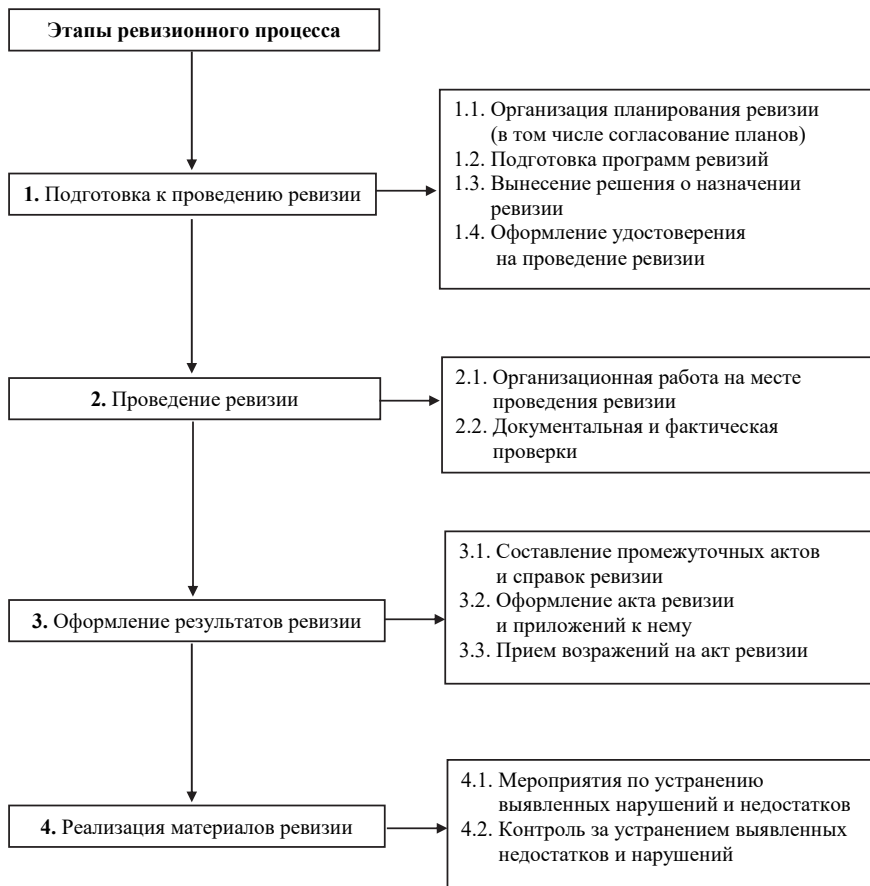 Этапы ревизионного процесса
1. Подготовка к проведению ревизии
1.1. Организация планирования ревизии
(в том числе согласование планов)
1.2. Подготовка программ ревизий
1.3. Вынесение решения о назначении
ревизии
1.4. Оформление удостоверения
на проведение ревизии
2. Проведение ревизии
2.1. Организационная работа на месте
проведения ревизии
2.2. Документальная и фактическая
проверки
3. Оформление результатов ревизии
3.1. Составление промежуточных актов
и справок ревизии
3.2. Оформление акта ревизии
и приложений к нему
3.3. Прием возражений на акт ревизии
4. Реализация материалов ревизии
4.1. Мероприятия по устранению
выявленных нарушений и недостатков
4.2. Контроль за устранением выявленных
недостатков и нарушений